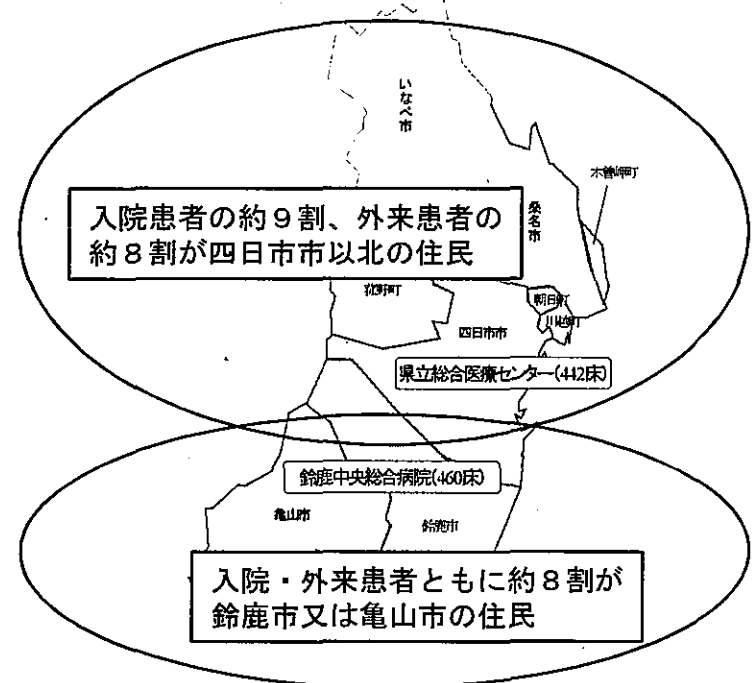 いなべ市
木曽岬町
入院患者の約9割、外来患者の
約8割が四日市市以北の住民
桑名市
菰野町
朝日町
川越町
四日市市
県立総合医療センター(442床)
鈴鹿中央総合病院(460床)
亀山市
鈴鹿市
入院・外来患者ともに約8割が
鈴鹿市又は亀山市の住民